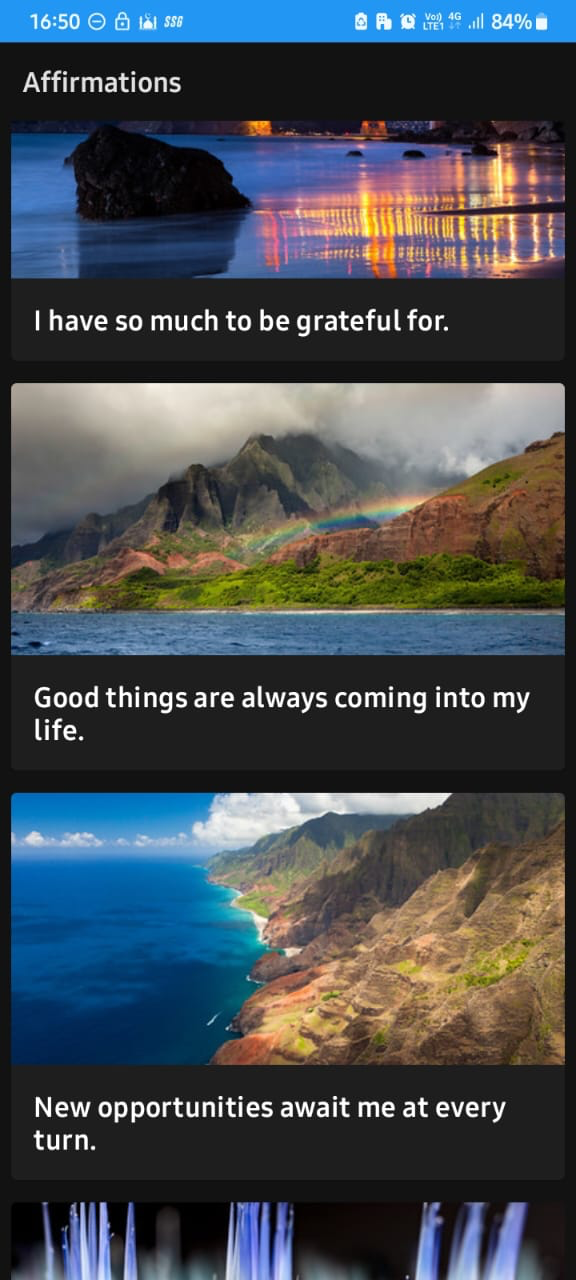 16:50 SSG Vo)) LTE1 4G 84%
Affirmations
I have so much to be grateful for.
Good things are always coming into my
life.
New opportunities await me at every
turn.